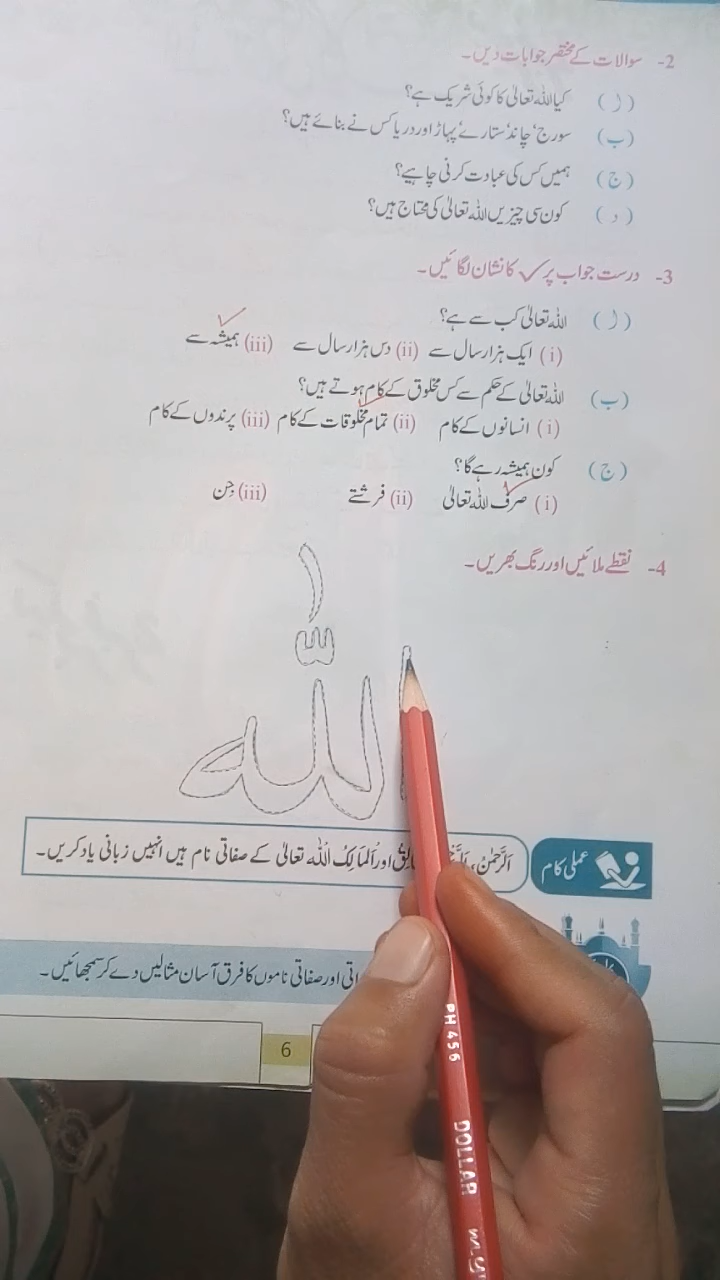 2- سوالات کے مختصر جوابات دیں۔
(ا) کیا اللہ تعالیٰ کا کوئی شریک ہے؟
(ب) سورج، چاند، ستارے، پہاڑ اور دریا کس نے بنائے ہیں؟
(ج) ہمیں کس کی عبادت کرنی چاہیے؟
(د) کون سی چیزیں اللہ تعالیٰ کی محتاج ہیں؟
3- درست جواب پر ✓ کا نشان لگائیں۔
(ا) اللہ تعالیٰ کب سے ہے؟
(i) ایک ہزار سال سے (ii) دس ہزار سال سے (iii) ہمیشہ سے
(ب) اللہ تعالیٰ کے حکم سے کس مخلوق کے کام ہوتے ہیں؟
(i) انسانوں کے کام (ii) تمام مخلوقات کے کام (iii) پرندوں کے کام
(ج) کون ہمیشہ رہے گا؟
(i) صرف اللہ تعالیٰ (ii) فرشتے (iii) جِن
4- نقطے ملائیں اور رنگ بھریں۔
اللہ
عملی کام
اَلرَّحمٰنُ، اور اَلمَالِکُ اللہ تعالیٰ کے صفاتی نام ہیں انہیں زبانی یاد کریں۔
اور صفاتی ناموں کا فرق آسان مثالیں دے کر سمجھائیں۔
6
PH 456 DOLLAR